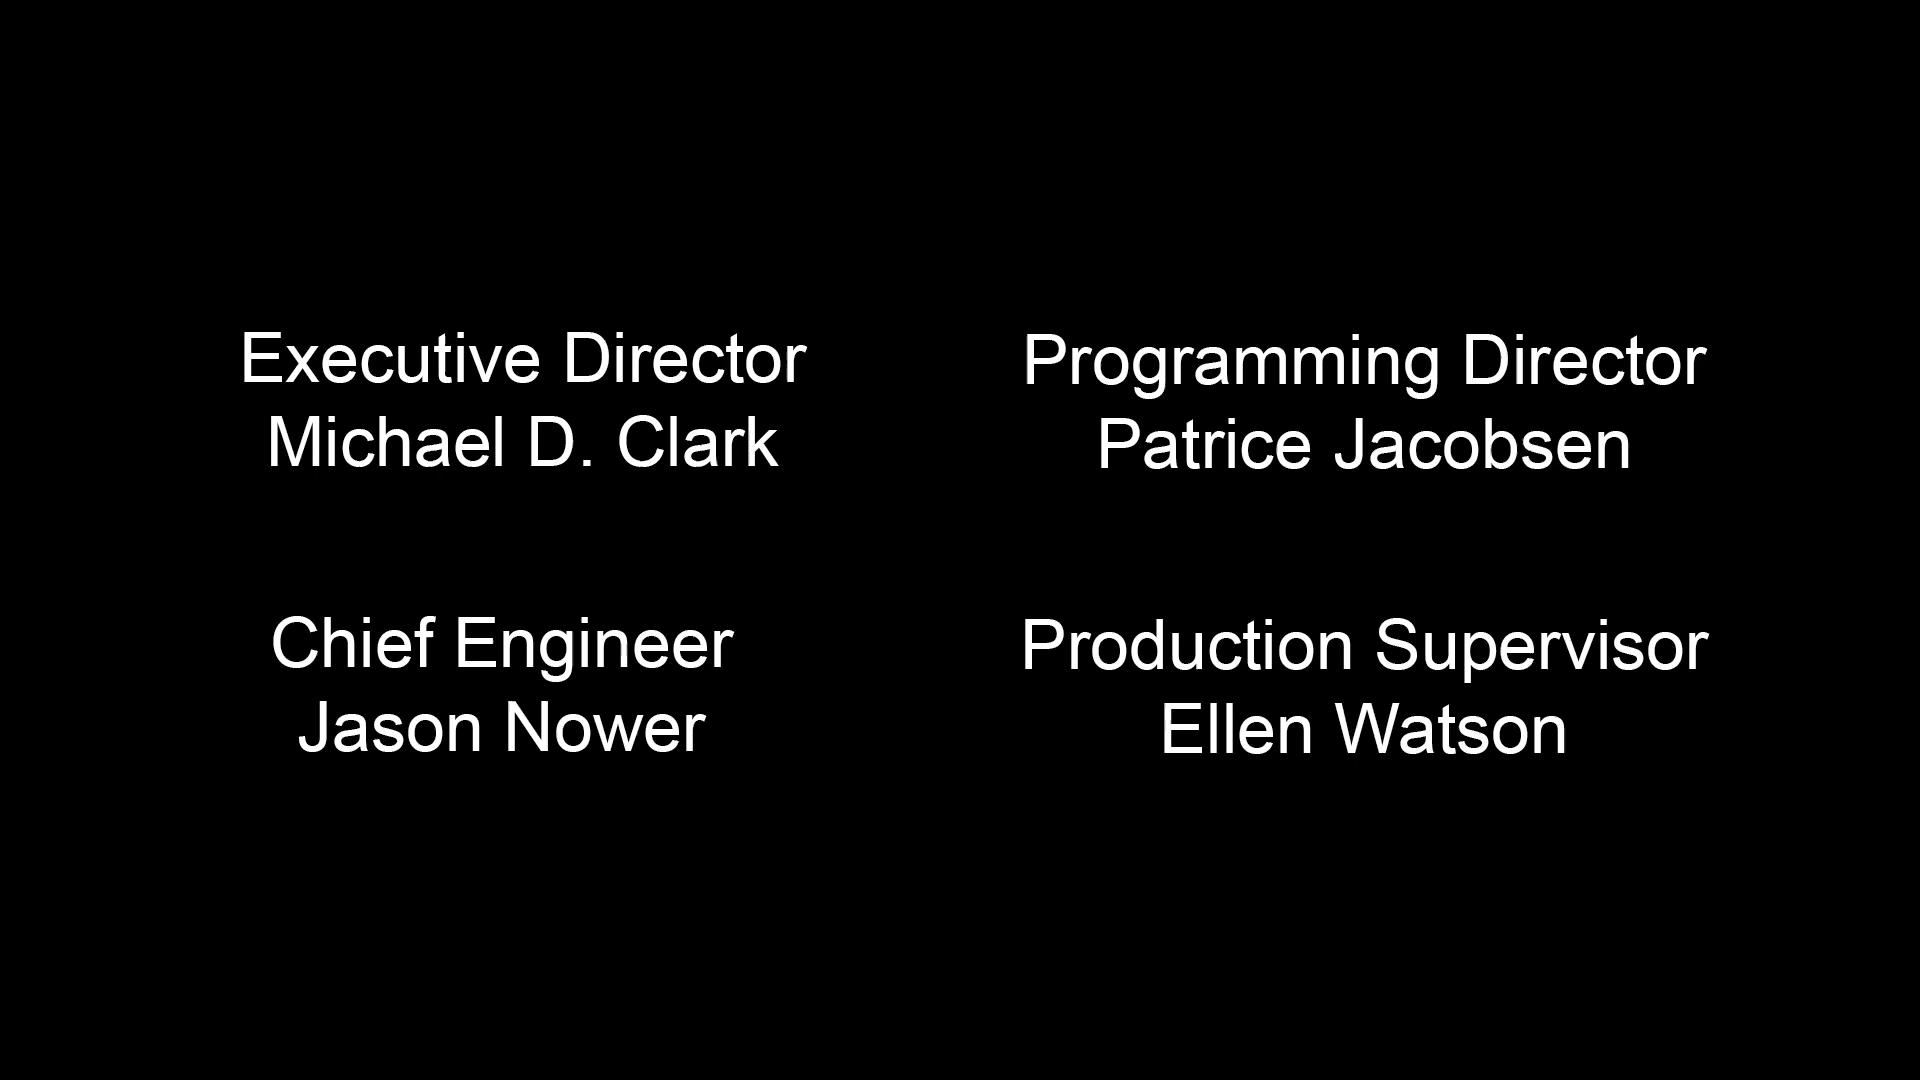 Executive Director
Michael D. Clark
Programming Director
Patrice Jacobsen
Chief Engineer
Jason Nower
Production Supervisor
Ellen Watson